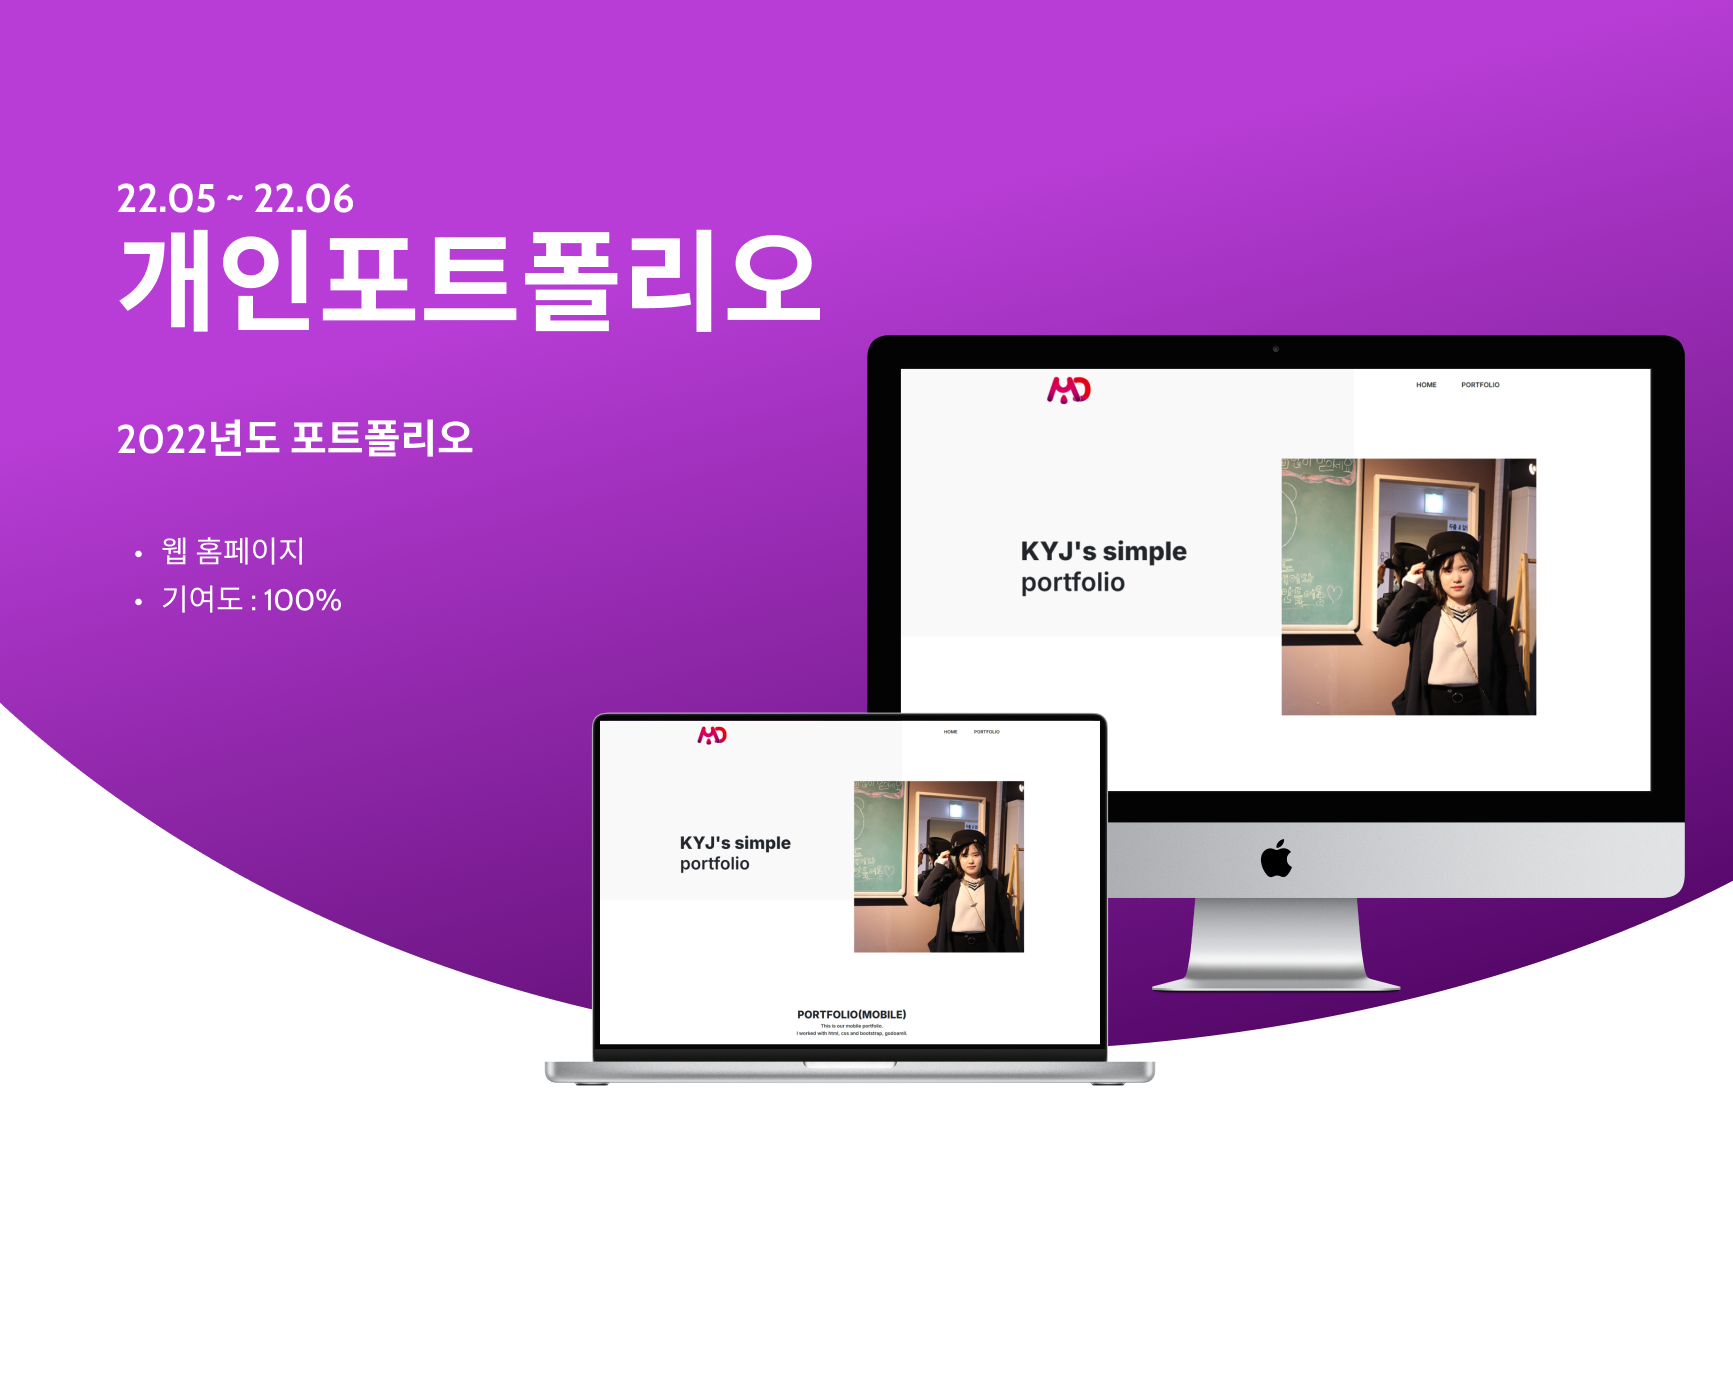 22.05 ~ 22.06
개인포트폴리오
2022년도 포트폴리오
• 웹 홈페이지
• 기여도 : 100%
HOME PORTFOLIO
KYJ's simple
portfolio
HOME PORTFOLIO
KYJ's simple
portfolio
PORTFOLIO(MOBILE)
This is our mobile portfolio.
I worked with html, css and bootstrap, godoamll.